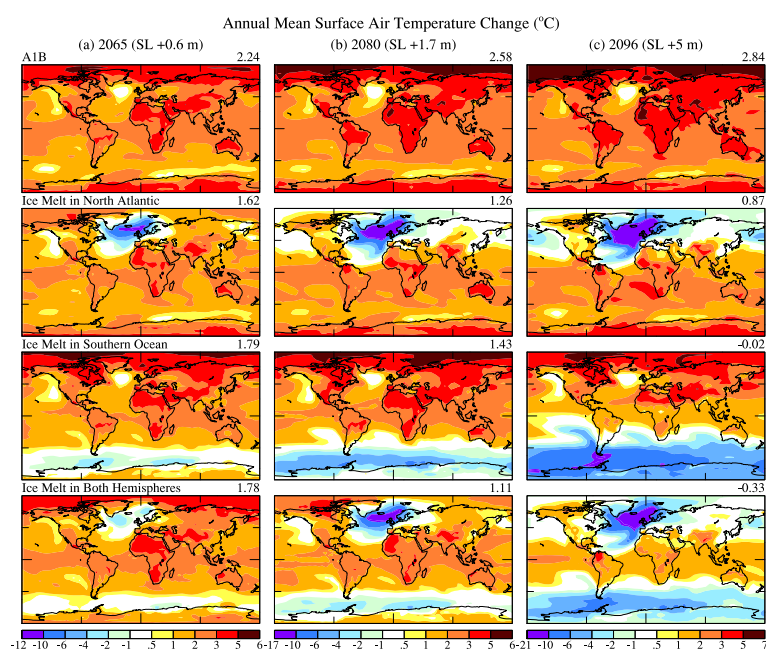 Annual Mean Surface Air Temperature Change (°C)
(a) 2065 (SL +0.6 m) (b) 2080 (SL +1.7 m) (c) 2096 (SL +5 m)
A1B 2.24 2.58 2.84
Ice Melt in North Atlantic 1.62 1.26 0.87
Ice Melt in Southern Ocean 1.79 1.43 -0.02
Ice Melt in Both Hemispheres 1.78 1.11 -0.33
-12 -10 -6 -4 -2 -1 .5 1 2 3 5 6 -17 -10 -6 -4 -2 -1 .5 1 2 3 5 6 -21 -10 -6 -4 -2 -1 .5 1 2 3 5 7